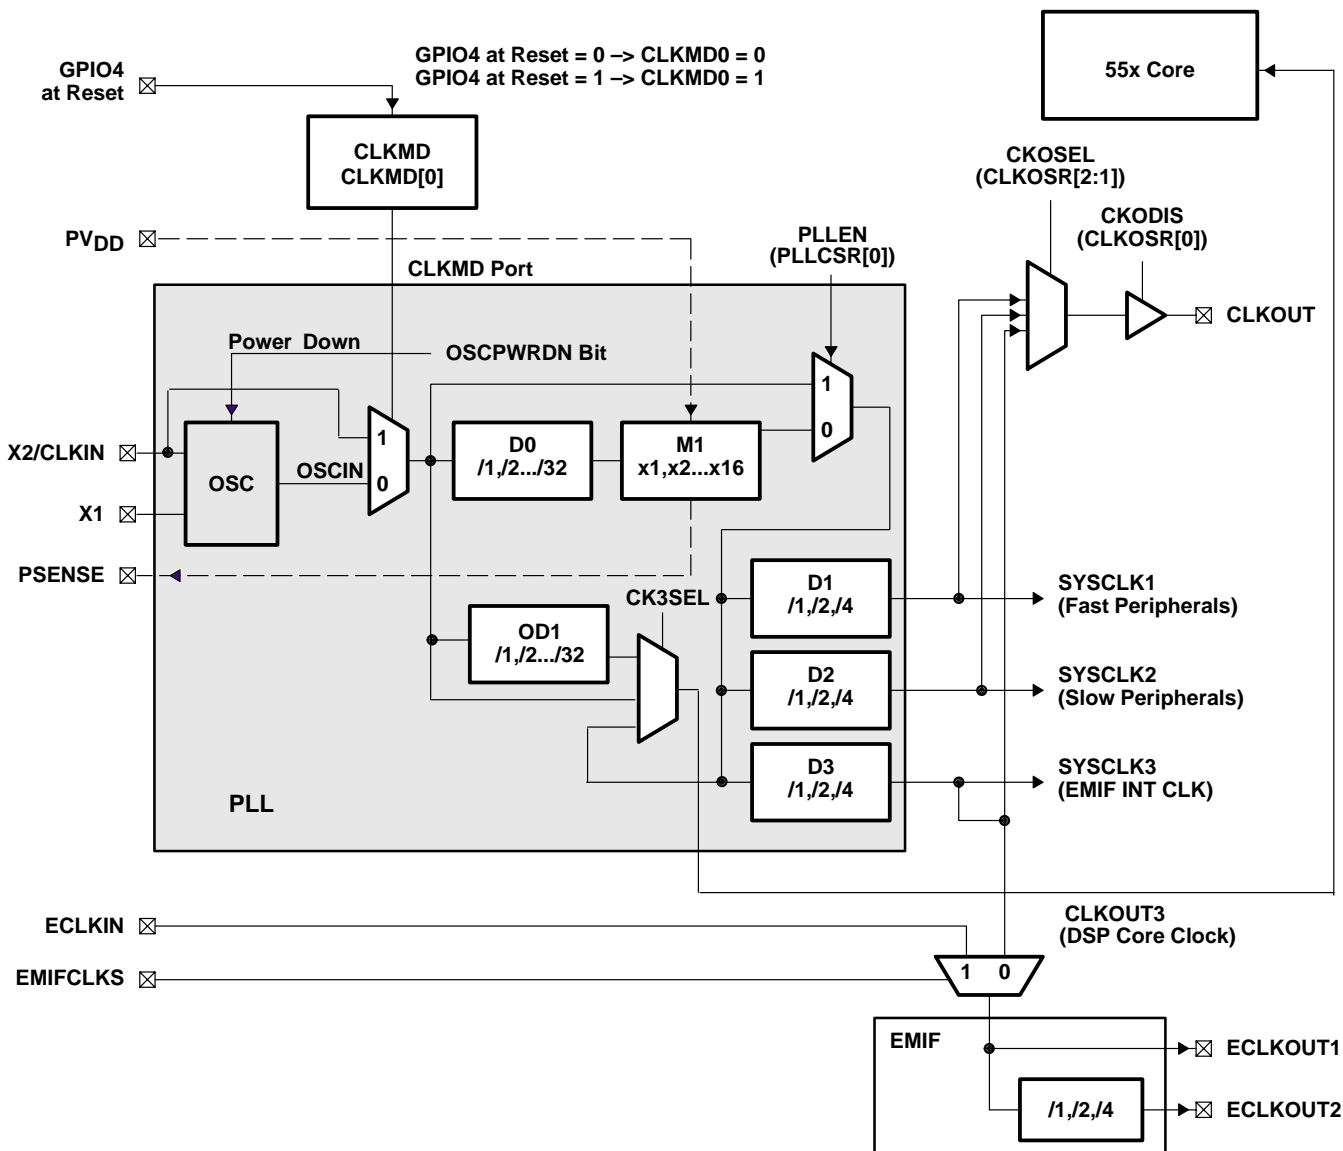 GPIO4 at Reset = 0 –> CLKMD0 = 0
GPIO4 at Reset = 1 –> CLKMD0 = 1
GPIO4
at Reset
55x Core
CLKMD
CLKMD[0]
CKOSEL
(CLKOSR[2:1])
CKODIS
(CLKOSR[0])
PVDD
PLLEN
(PLLCSR[0])
CLKMD Port
CLKOUT
Power Down
OSCPWRDN Bit
1
X2/CLKIN
1
D0
/1,/2.../32
M1
x1,x2...x16
0
OSC
OSCIN
0
X1
PSENSE
CK3SEL
D1
/1,/2,/4
SYSCLK1
(Fast Peripherals)
OD1
/1,/2.../32
D2
/1,/2,/4
SYSCLK2
(Slow Peripherals)
D3
/1,/2,/4
SYSCLK3
(EMIF INT CLK)
PLL
ECLKIN
CLKOUT3
(DSP Core Clock)
EMIFCLKS
1 0
EMIF
ECLKOUT1
/1,/2,/4
ECLKOUT2